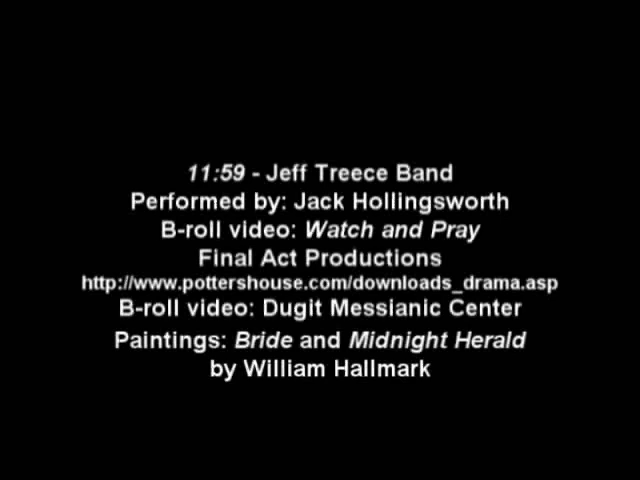 11:59 - Jeff Treece Band
Performed by: Jack Hollingsworth
B-roll video: Watch and Pray
Final Act Productions
http://www.pottershouse.com/downloads_drama.asp
B-roll video: Dugit Messianic Center
Paintings: Bride and Midnight Herald
by William Hallmark